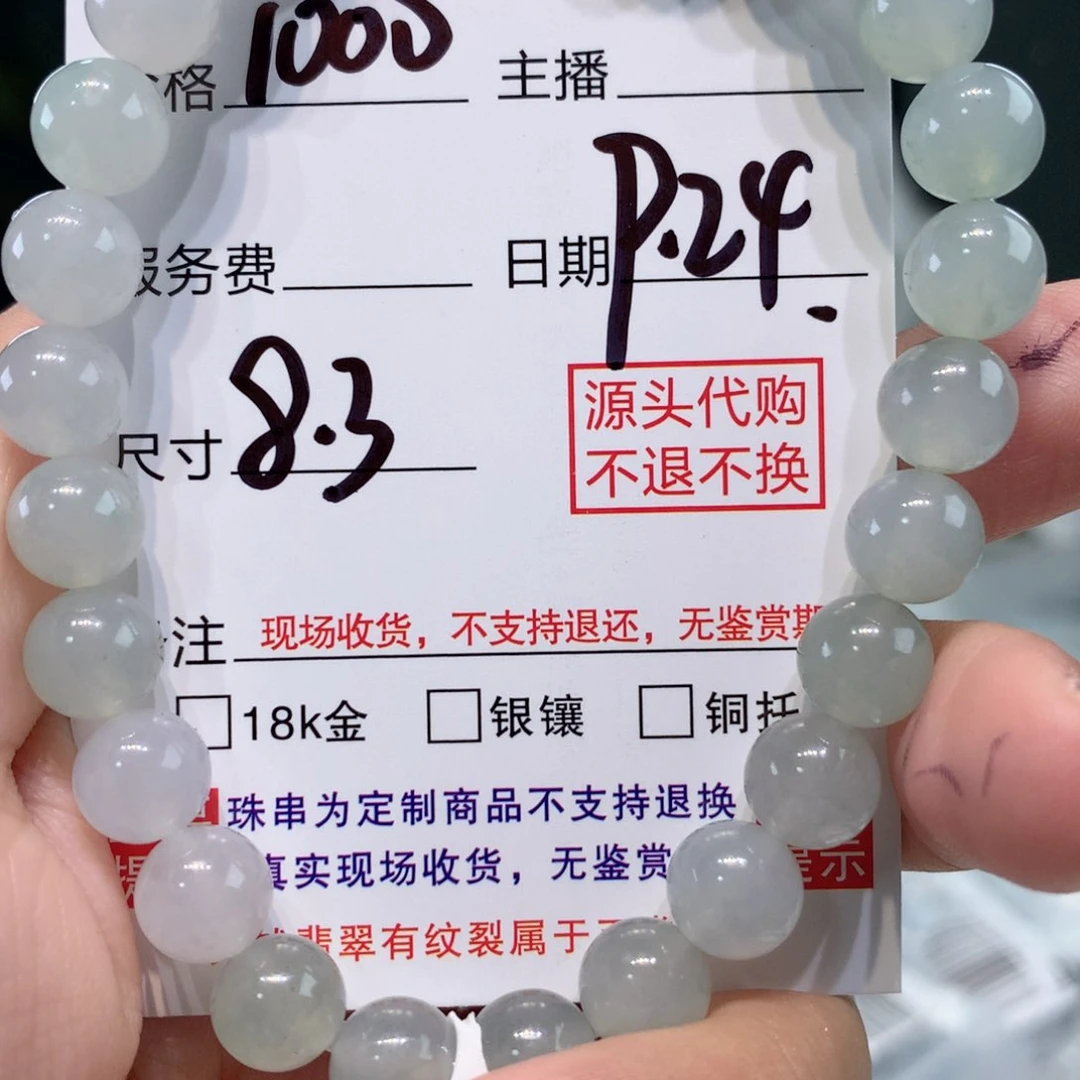 格 1000 主播
服务费 日期 P.24.
尺寸 8.3
源头代购
不退不换
注 现场收货，不支持退还，无鉴赏期
18k金 银镶 铜托
珠串为定制商品不支持退换
真实现场收货，无鉴赏
提 示
翡翠有纹裂属于